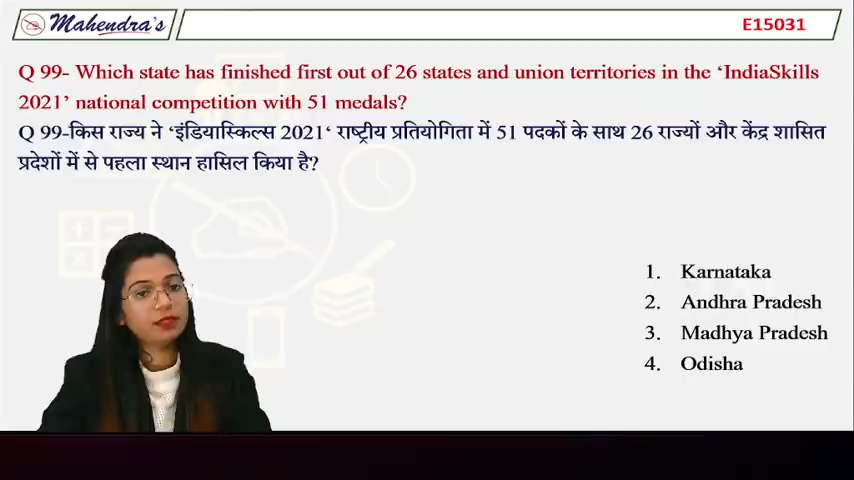 Mahendra's
E15031
Q 99- Which state has finished first out of 26 states and union territories in the ‘IndiaSkills
2021’ national competition with 51 medals?
Q 99-किस राज्य ने ‘इंडियास्किल्स 2021‘ राष्ट्रीय प्रतियोगिता में 51 पदकों के साथ 26 राज्यों और केंद्र शासित
प्रदेशों में से पहला स्थान हासिल किया है?
1. Karnataka
2. Andhra Pradesh
3. Madhya Pradesh
4. Odisha